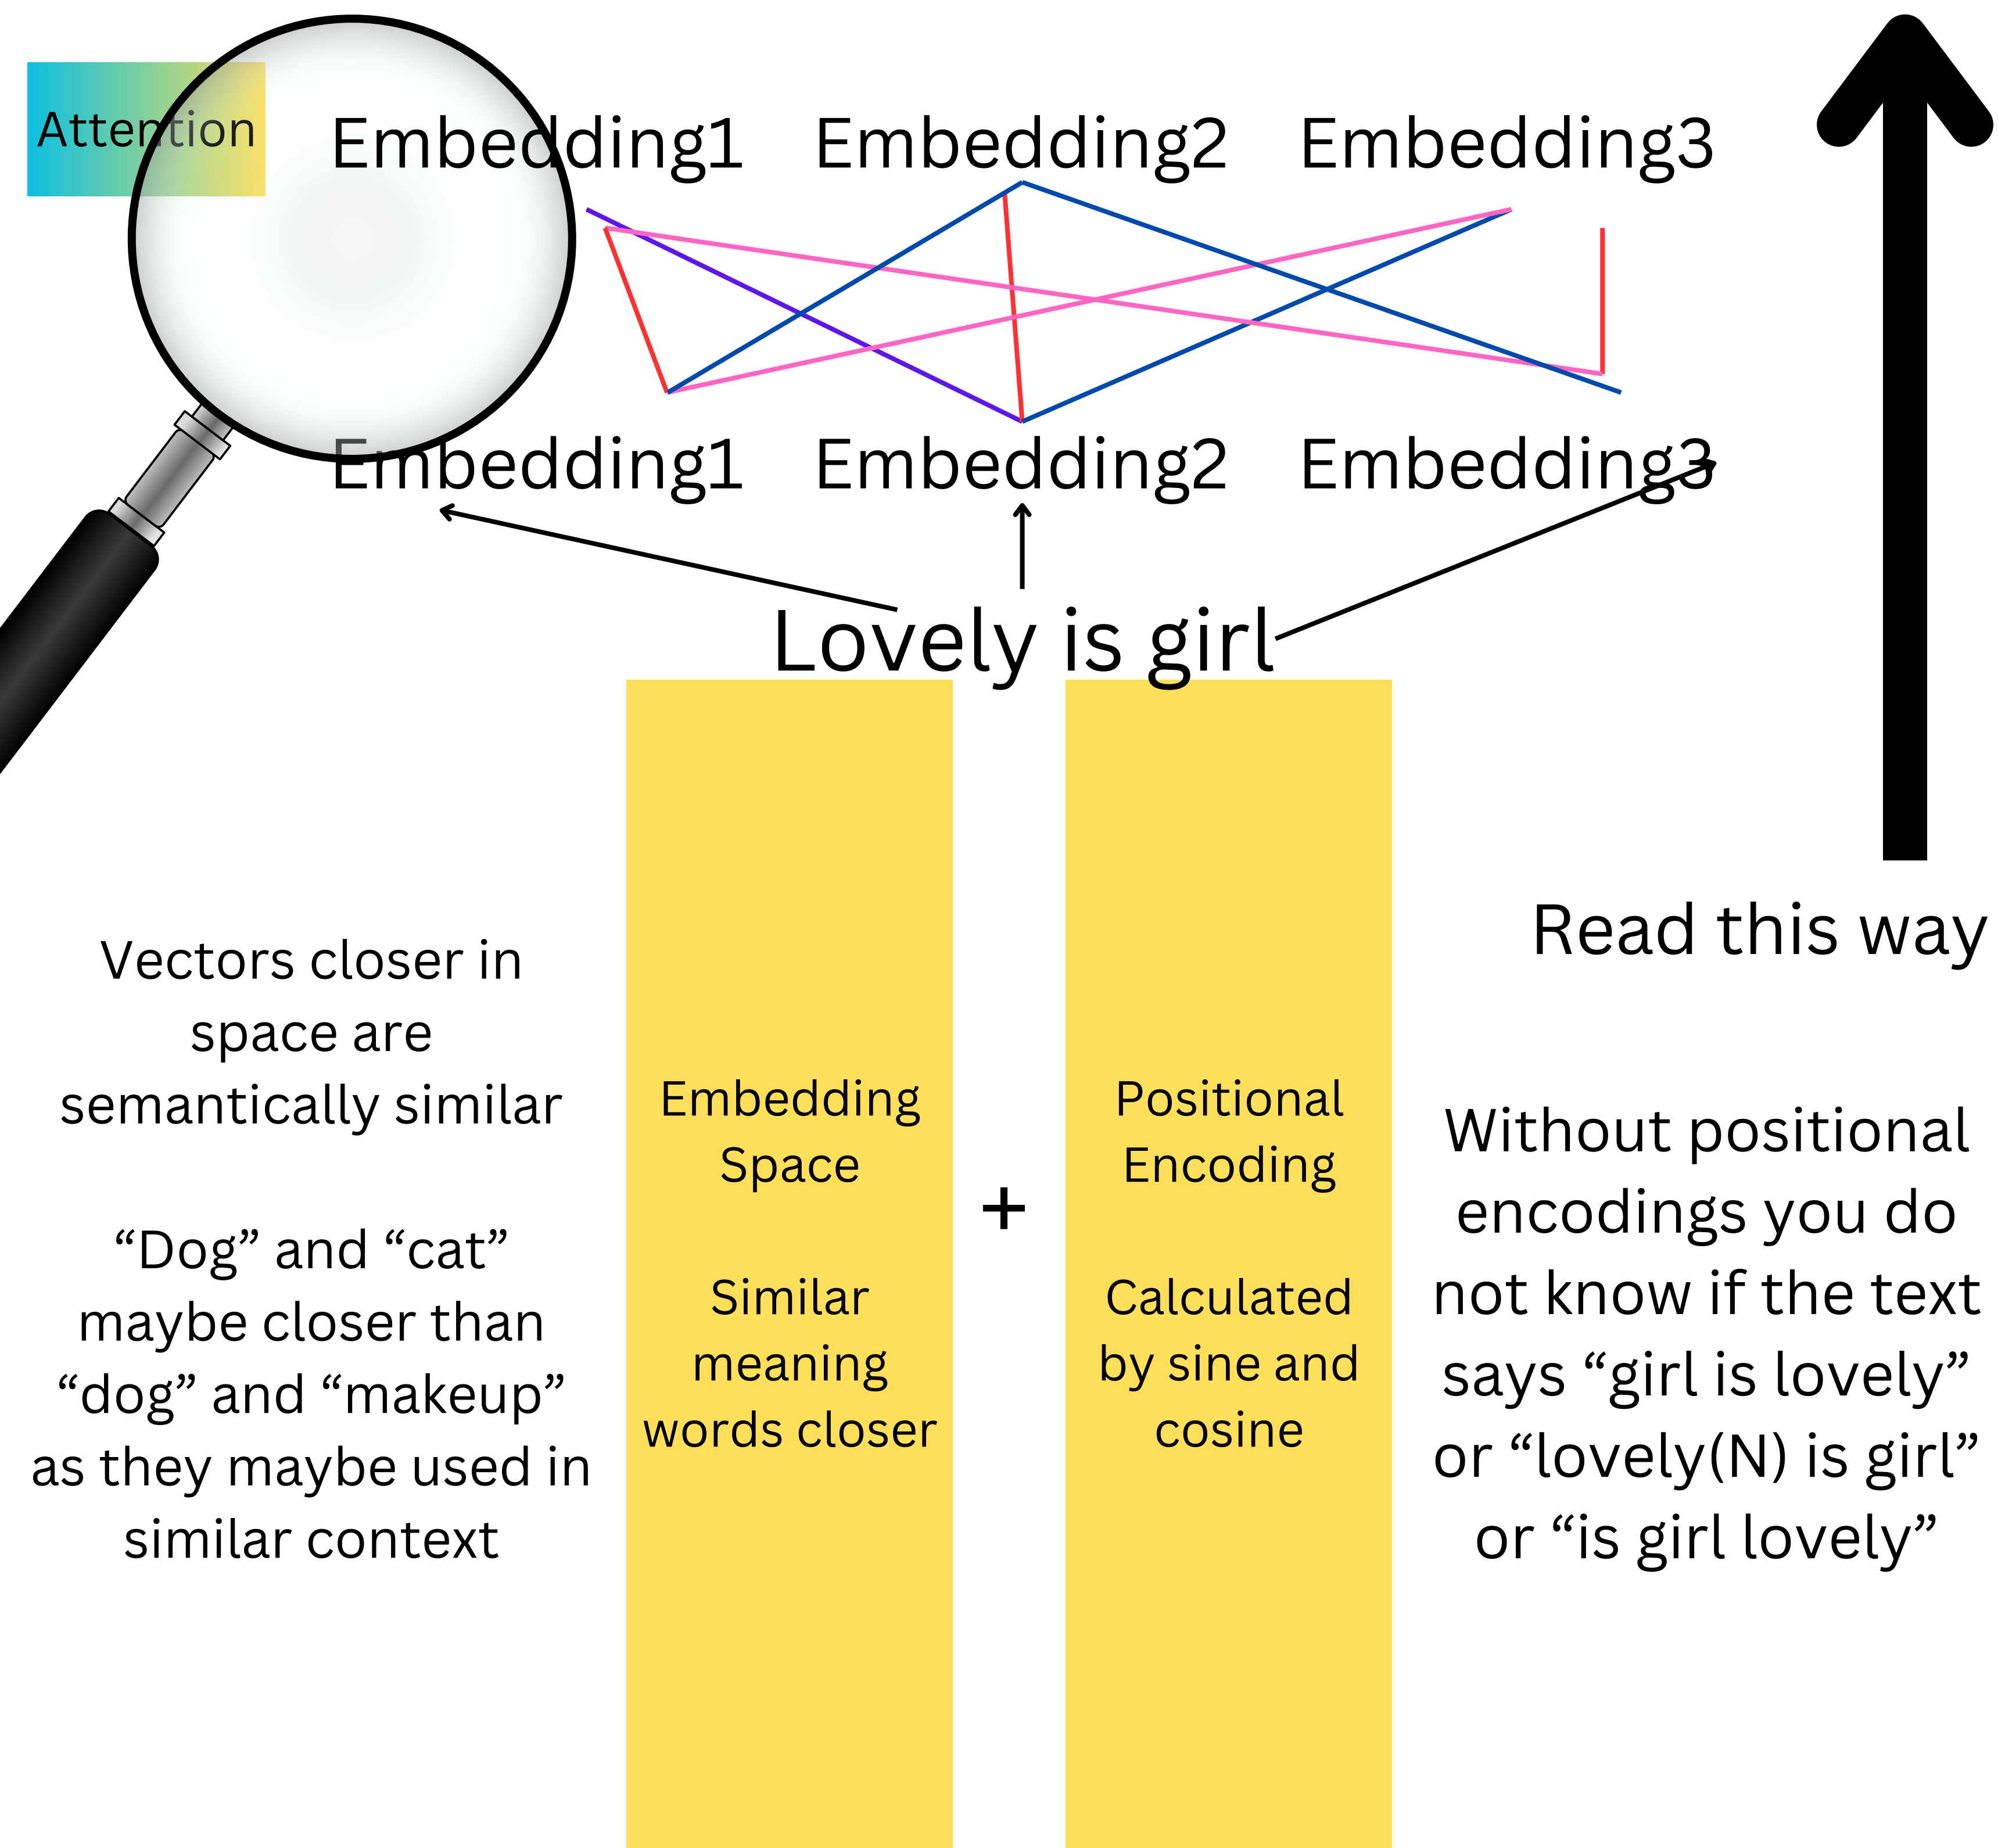 Attention
Embedding1 Embedding2 Embedding3
Embedding1 Embedding2 Embedding3
Lovely is girl
Read this way
Vectors closer in
space are
semantically similar
“Dog” and “cat”
maybe closer than
“dog” and “makeup”
as they maybe used in
similar context
Embedding
Space
Similar
meaning
words closer
+
Positional
Encoding
Calculated
by sine and
cosine
Without positional
encodings you do
not know if the text
says “girl is lovely”
or “lovely(N) is girl”
or “is girl lovely”